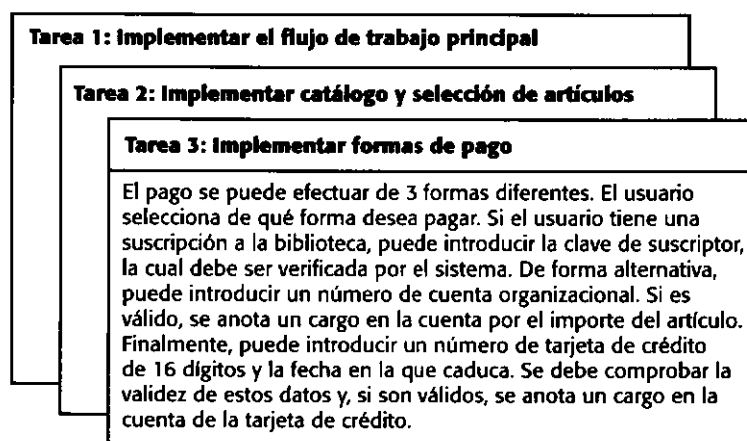 Tarea 1: Implementar el flujo de trabajo principal
Tarea 2: Implementar catálogo y selección de artículos
Tarea 3: Implementar formas de pago
El pago se puede efectuar de 3 formas diferentes. El usuario
selecciona de qué forma desea pagar. Si el usuario tiene una
suscripción a la biblioteca, puede introducir la clave de suscriptor,
la cual debe ser verificada por el sistema. De forma alternativa,
puede introducir un número de cuenta organizacional. Si es
válido, se anota un cargo en la cuenta por el importe del artículo.
Finalmente, puede introducir un número de tarjeta de crédito
de 16 dígitos y la fecha en la que caduca. Se debe comprobar la
validez de estos datos y, si son válidos, se anota un cargo en la
cuenta de la tarjeta de crédito.